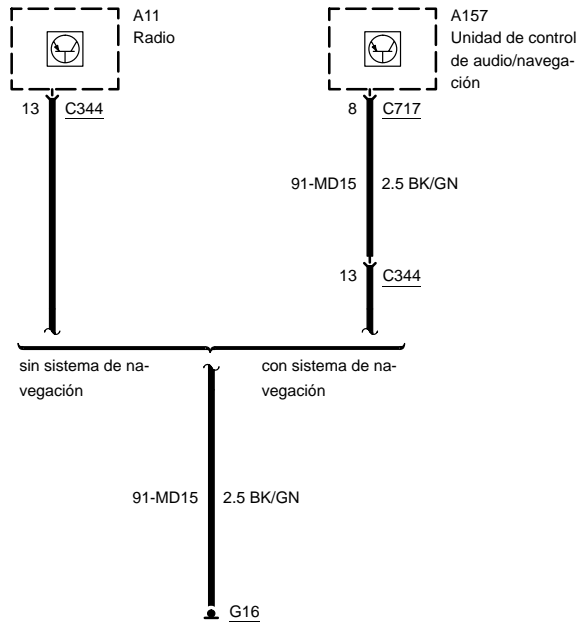 A11
Radio
A157
Unidad de control
de audio/navega-
ción
13 C344
8 C717
91-MD15 2.5 BK/GN
13 C344
sin sistema de na-
vegación
con sistema de na-
vegación
91-MD15 2.5 BK/GN
G16